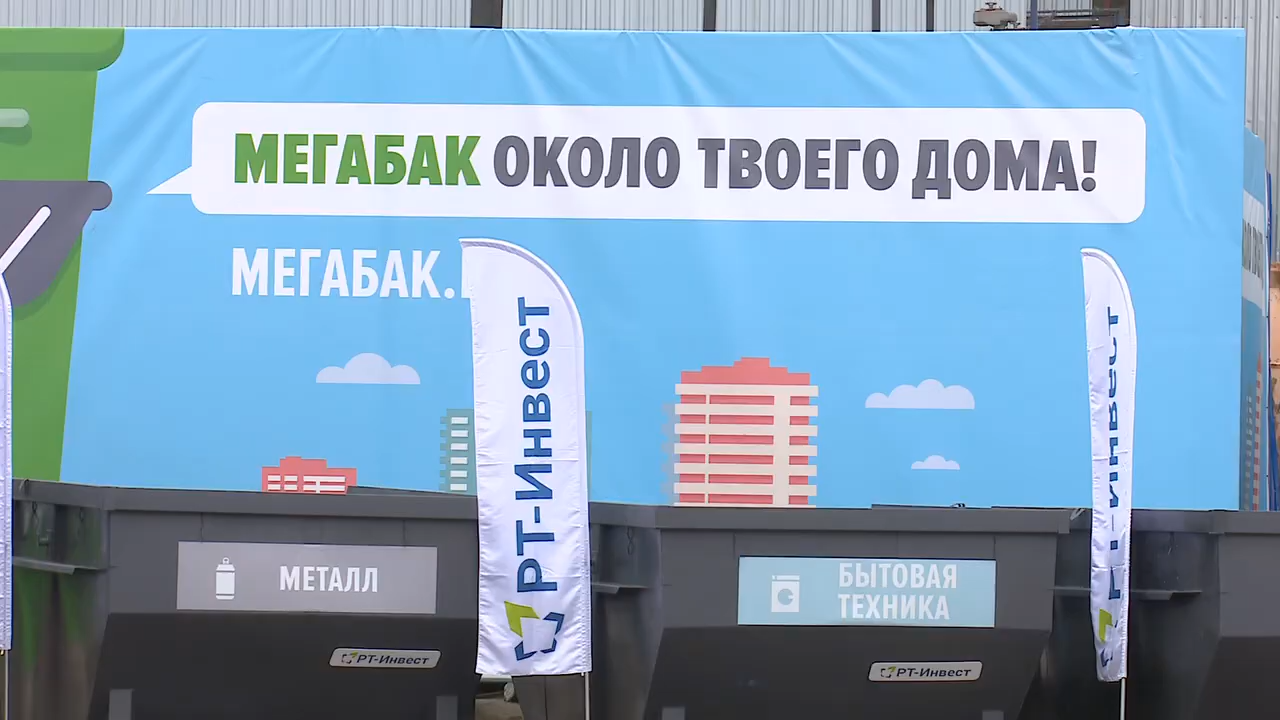 МЕГАБАК ОКОЛО ТВОЕГО ДОМА!
МЕГАБАК.
РТ-Инвест
РТ-Инвест
МЕТАЛЛ
БЫТОВАЯ
ТЕХНИКА
РТ-Инвест
РТ-Инвест